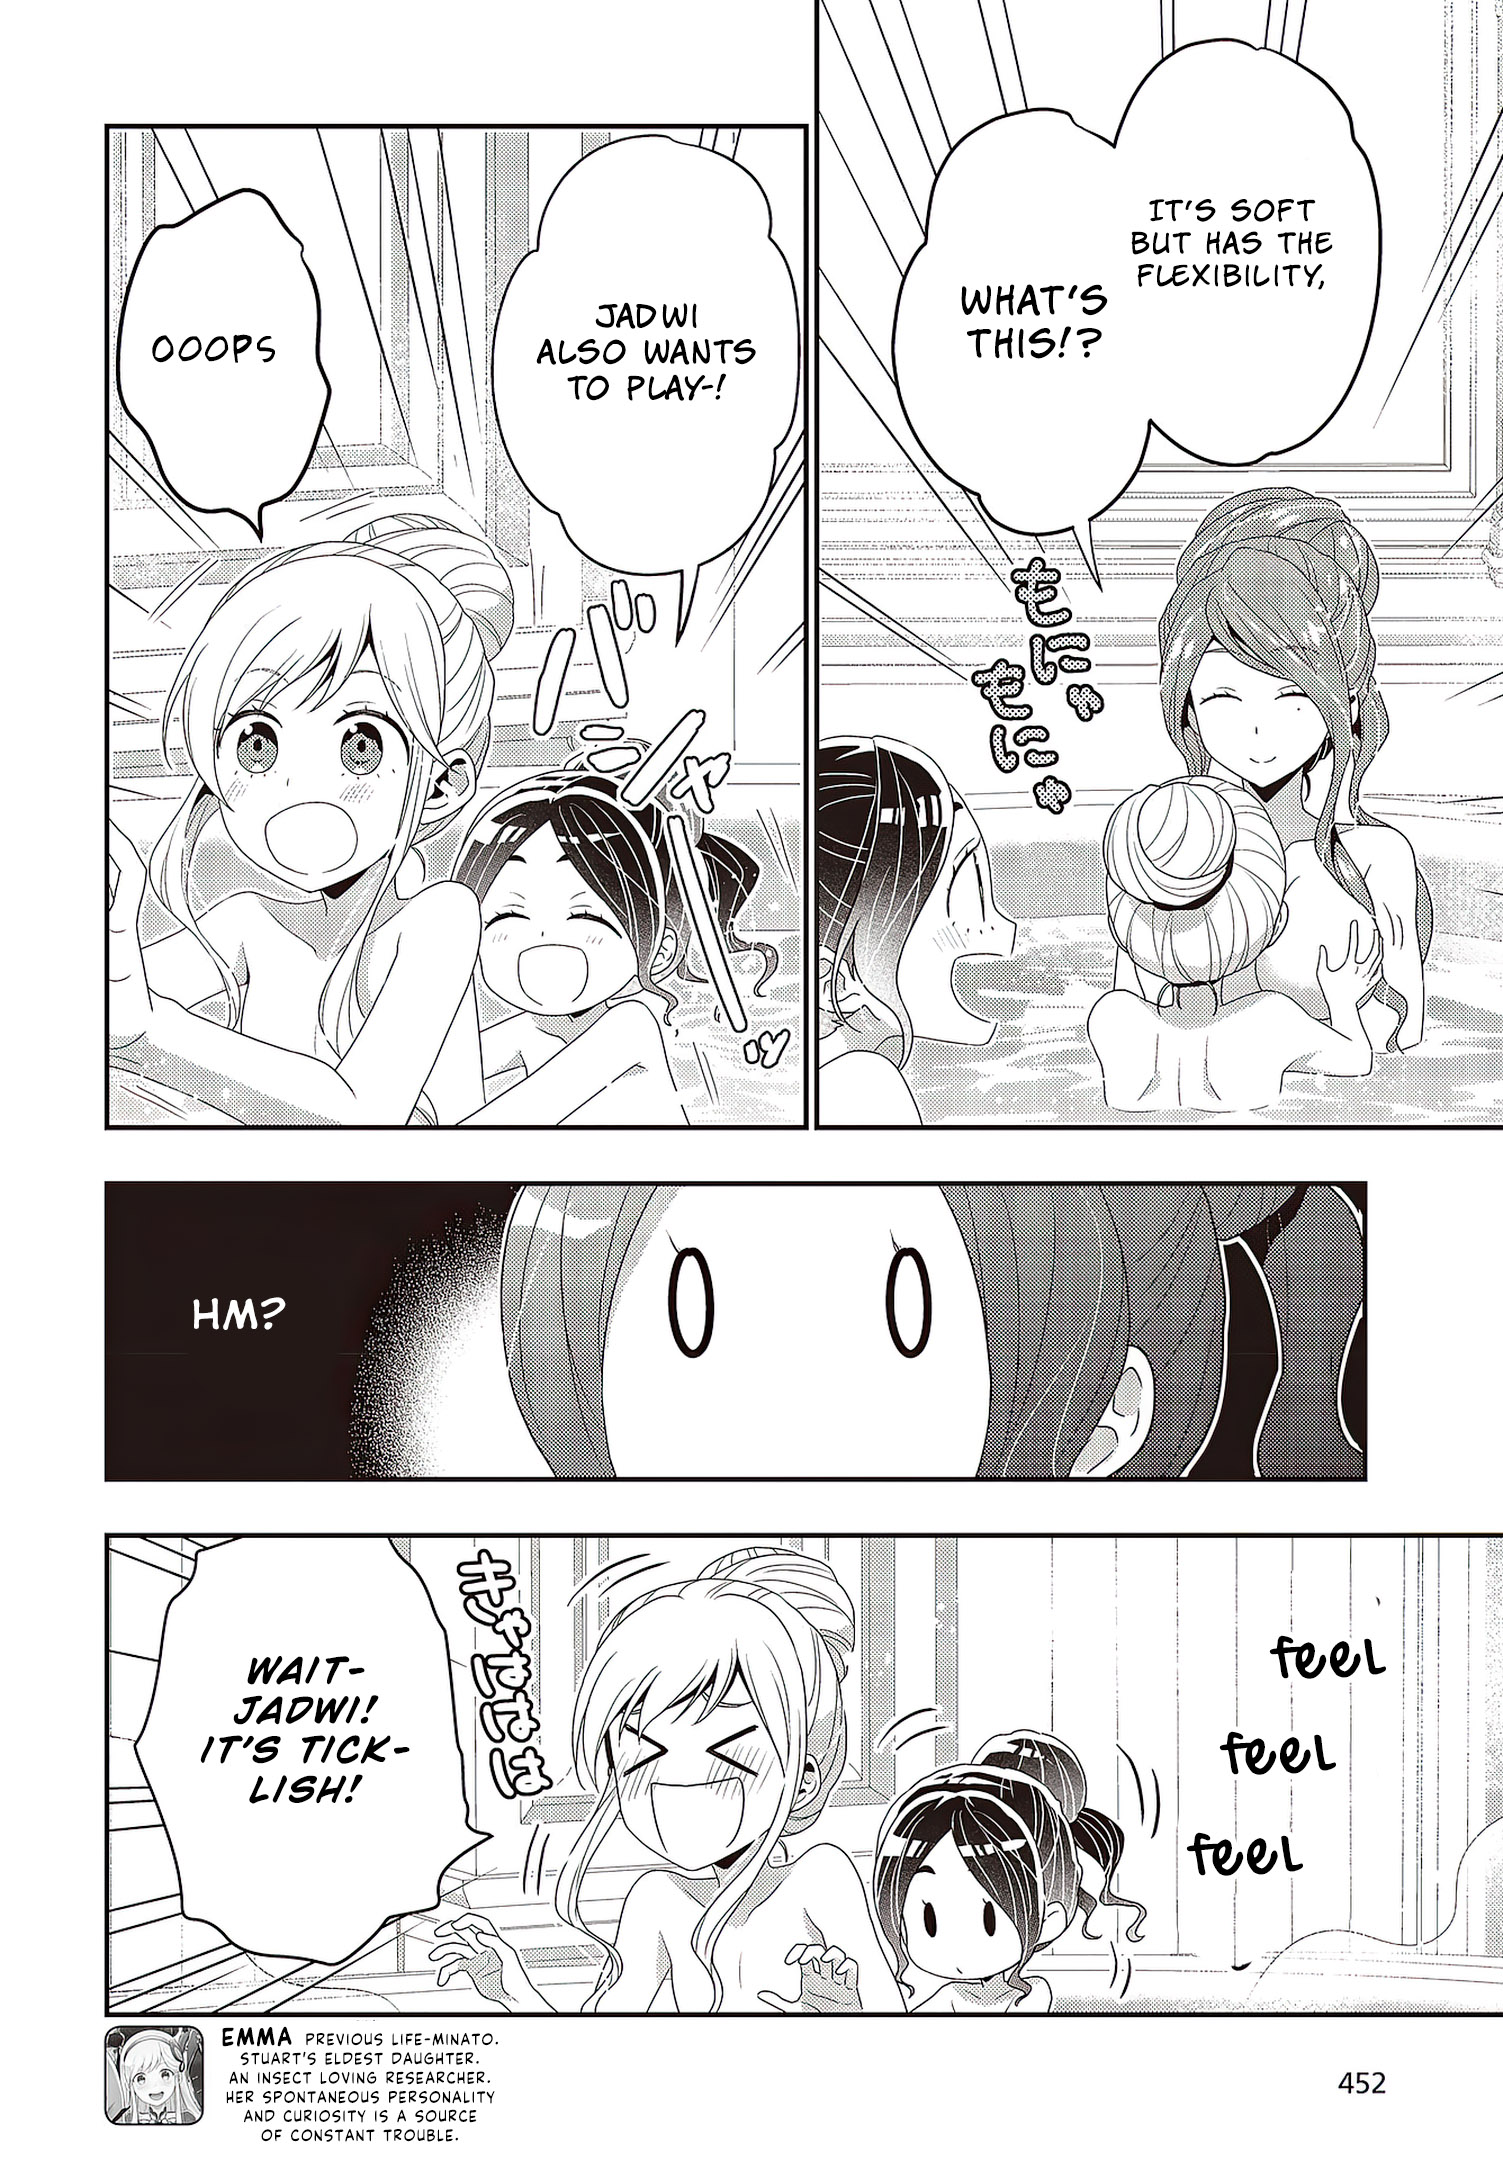 IT'S SOFT
BUT HAS THE
FLEXIBILITY,
WHAT'S
THIS!?
もにゅ
もにゅ
JADWI
ALSO WANTS
TO PLAY-!
バシャッ
OOOPS
HM?
feel
feel
feel
きゃははは
WAIT-
JADWI!
IT'S TICK-
LISH!
EMMA PREVIOUS LIFE-MINATO.
STUART'S ELDEST DAUGHTER.
AN INSECT LOVING RESEARCHER.
HER SPONTANEOUS PERSONALITY
AND CURIOSITY IS A SOURCE
OF CONSTANT TROUBLE.
452